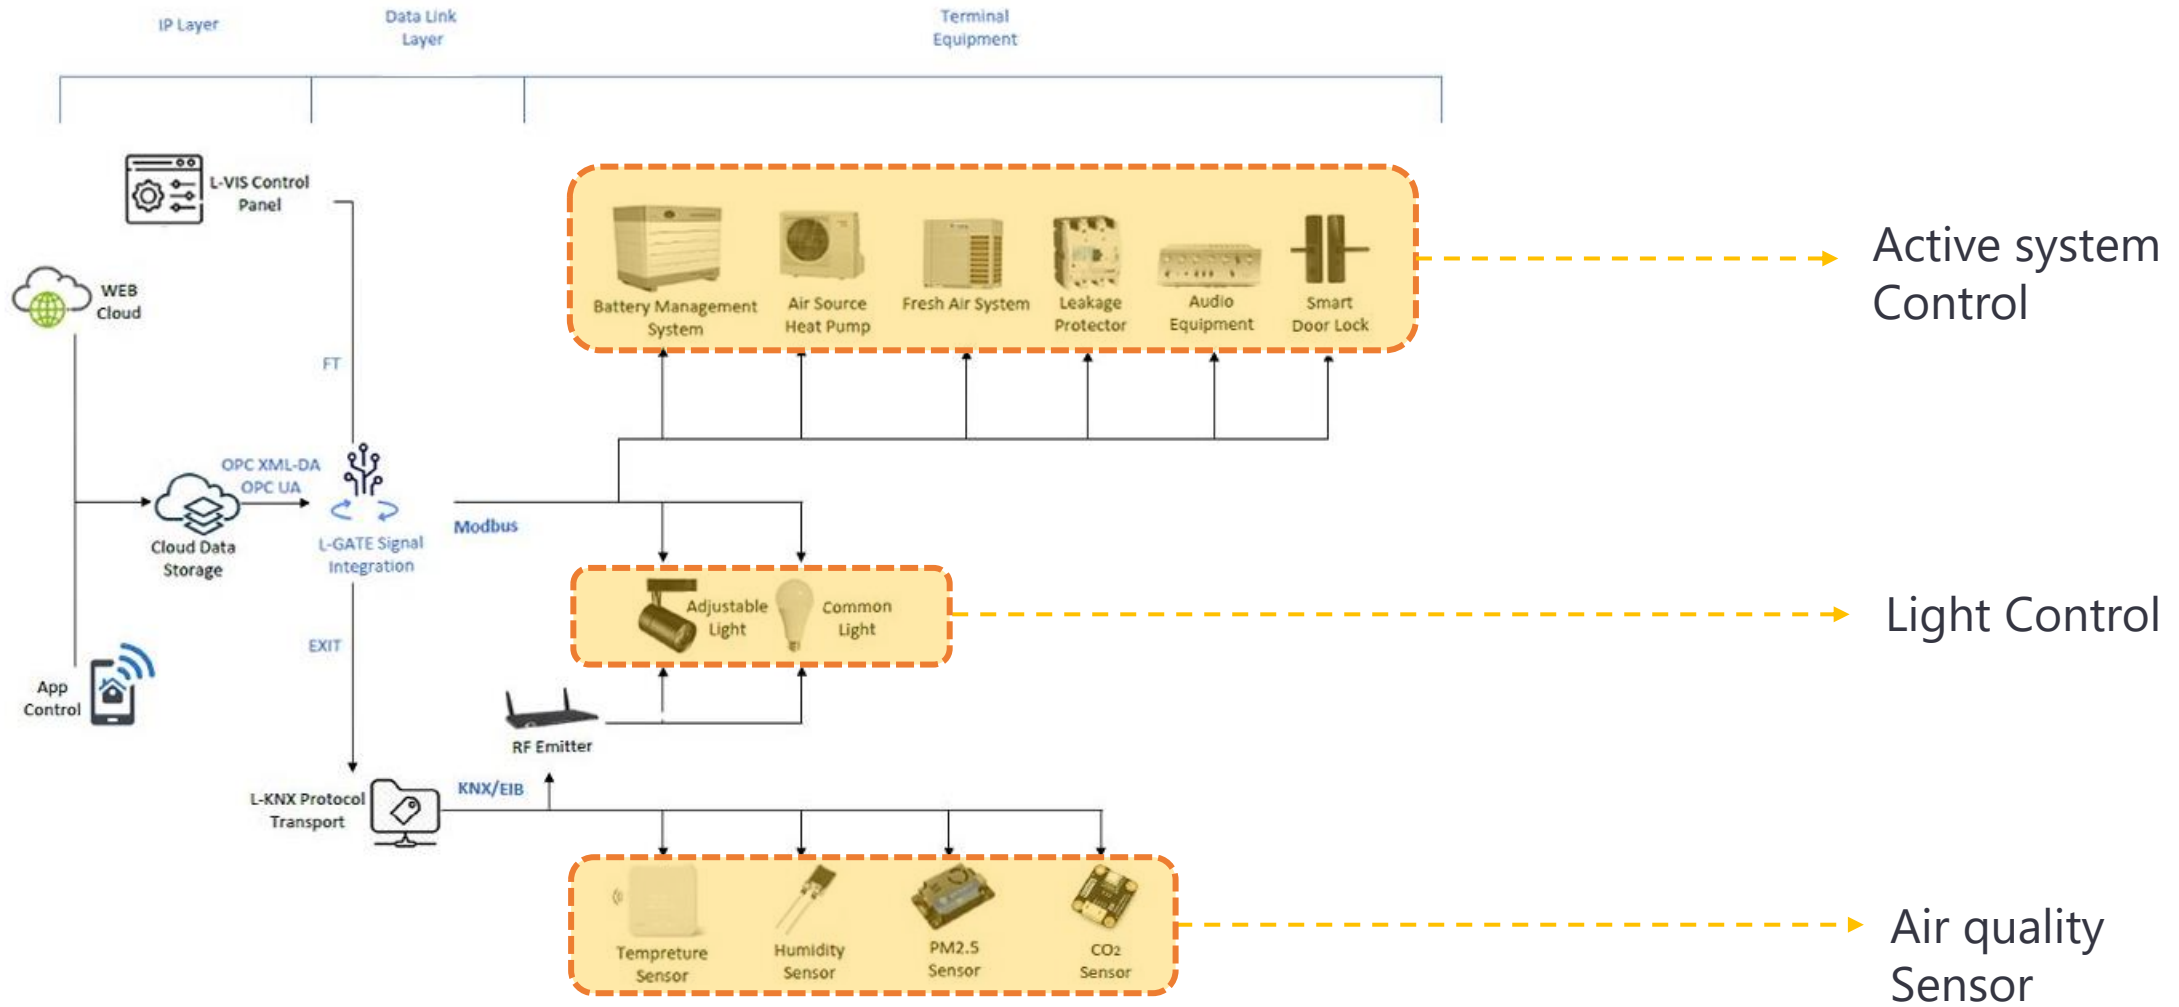 IP Layer
Data Link
Layer
Terminal
Equipment
L-VIS Control
Panel
WEB
Cloud
FT
OPC XML-DA
OPC UA
Cloud Data
Storage
L-GATE Signal
Integration
Modbus
EXIT
App
Control
L-KNX Protocol
Transport
KNX/EIB
RF Emitter
Battery Management
System
Air Source
Heat Pump
Fresh Air System
Leakage
Protector
Audio
Equipment
Smart
Door Lock
Active system
Control
Adjustable
Light
Common
Light
Light Control
Tempreture
Sensor
Humidity
Sensor
PM2.5
Sensor
CO2
Sensor
Air quality
Sensor